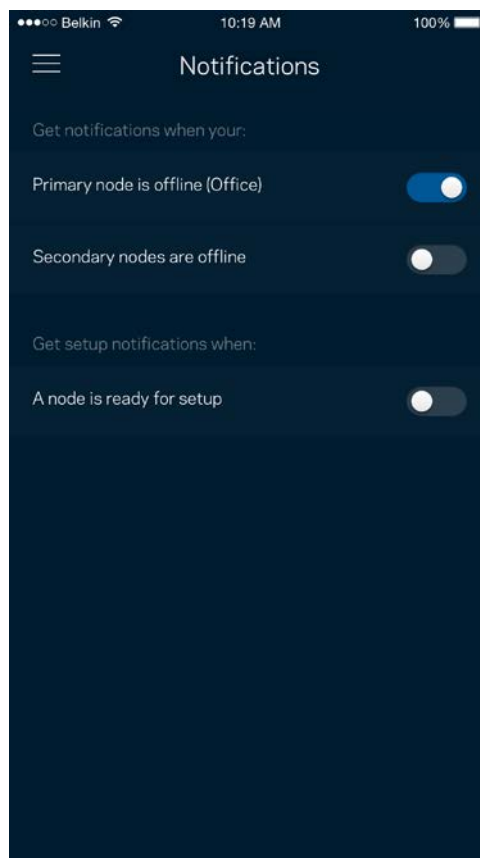 Belkin 10:19 AM 100%
Notifications
Get notifications when your:
Primary node is offline (Office)
Secondary nodes are offline
Get setup notifications when:
A node is ready for setup